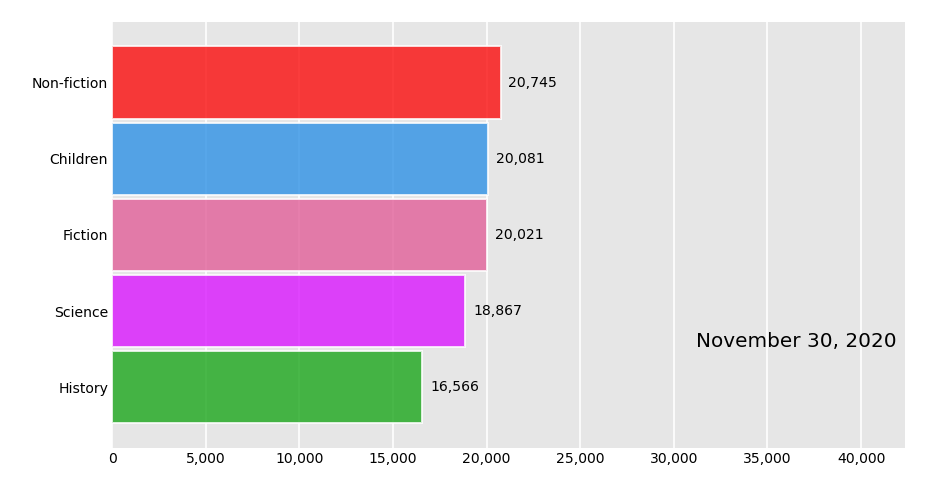 Non-fiction 20,745
Children 20,081
Fiction 20,021
Science 18,867
November 30, 2020
History 16,566
0 5,000 10,000 15,000 20,000 25,000 30,000 35,000 40,000